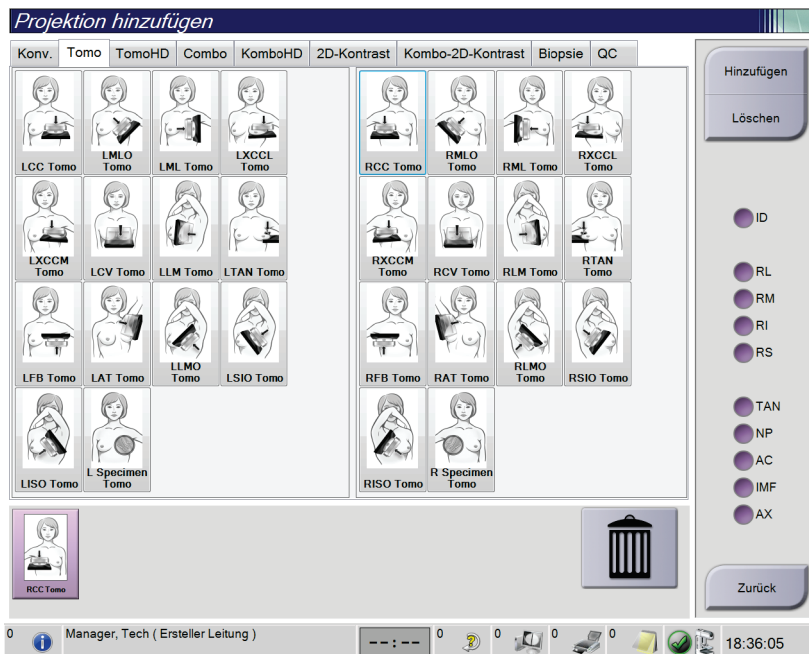 Projektion hinzufügen
Konv. Tomo TomoHD Combo KomboHD 2D-Kontrast Kombo-2D-Kontrast Biopsie QC
Hinzufügen
Löschen
LCC Tomo
LMLO
Tomo
LML Tomo
LXCCL
Tomo
RCC Tomo
RMLO
Tomo
RML Tomo
RXCCL
Tomo
LXCCM
Tomo
LCV Tomo
LLM Tomo
LTAN Tomo
RXCCM
Tomo
RCV Tomo
RLM Tomo
RTAN
Tomo
LFB Tomo
LAT Tomo
LLMO
Tomo
LSIO Tomo
RFB Tomo
RAT Tomo
RLMO
Tomo
RSIO Tomo
LISO Tomo
L Specimen
Tomo
RISO Tomo
R Specimen
Tomo
ID
RL
RM
RI
RS
TAN
NP
AC
IMF
AX
RCC Tomo
Zurück
0 Manager, Tech ( Ersteller Leitung ) --:-- 0 0 0 0 18:36:05